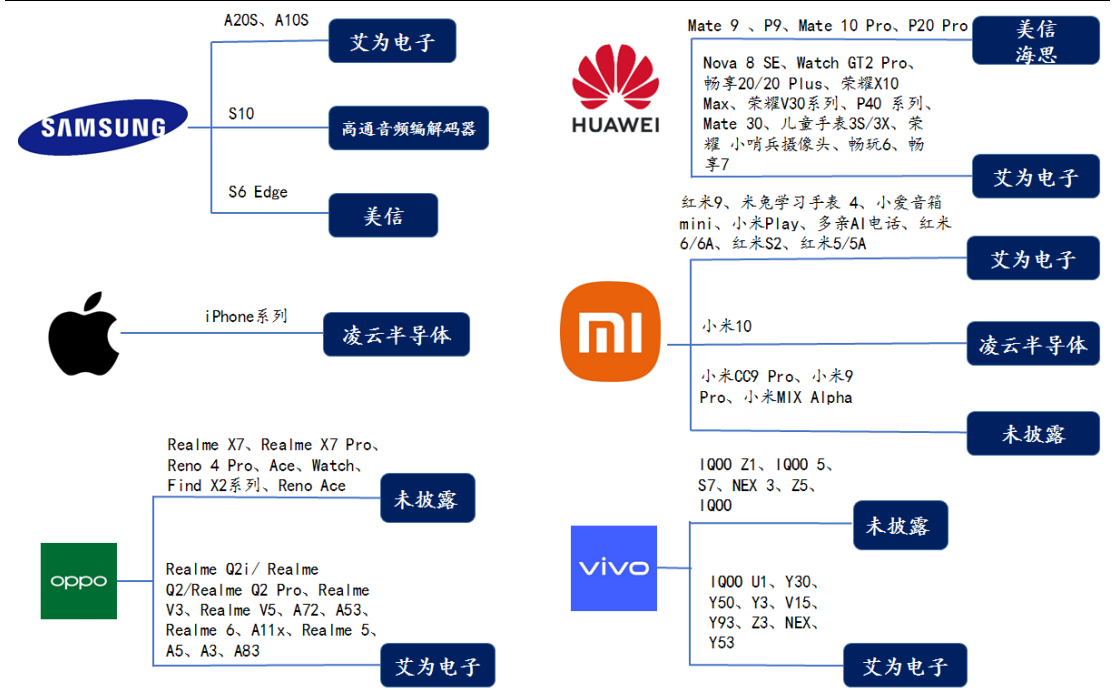 A20S、A10S
艾为电子
SAMSUNG
S10
高通音频编解码器
S6 Edge
美信
Mate 9 、P9、Mate 10 Pro、P20 Pro
美信
海思
HUAWEI
Nova 8 SE、Watch GT2 Pro、
畅享20/20 Plus、荣耀X10
Max、荣耀V30系列、P40 系列、
Mate 30、儿童手表3S/3X、荣
耀 小哨兵摄像头、畅玩6、畅
享7
艾为电子
iPhone系列
凌云半导体
红米9、米兔学习手表 4、小爱音箱
mini、小米Play、多亲AI电话、红米
6/6A、红米S2、红米5/5A
艾为电子
MI
小米10
凌云半导体
小米CC9 Pro、小米9
Pro、小米MIX Alpha
未披露
Realme X7、Realme X7 Pro、
Reno 4 Pro、Ace、Watch、
Find X2系列、Reno Ace
未披露
oppo
Realme Q2i/ Realme
Q2/Realme Q2 Pro、Realme
V3、Realme V5、A72、A53、
Realme 6、A11x、Realme 5、
A5、A3、A83
艾为电子
IQOO Z1、IQOO 5、
S7、NEX 3、Z5、
IQOO
未披露
vivo
IQOO U1、Y30、
Y50、Y3、V15、
Y93、Z3、NEX、
Y53
艾为电子